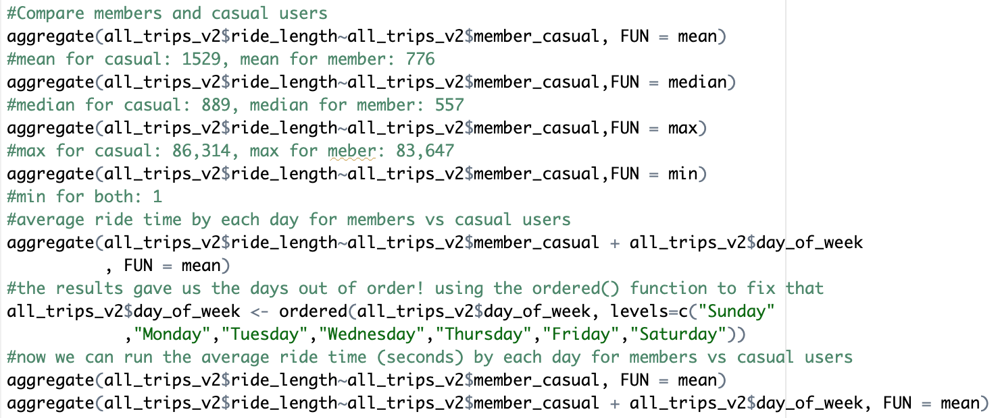 #Compare members and casual users
aggregate(all_trips_v2$ride_length~all_trips_v2$member_casual, FUN = mean)
#mean for casual: 1529, mean for member: 776
aggregate(all_trips_v2$ride_length~all_trips_v2$member_casual,FUN = median)
#median for casual: 889, median for member: 557
aggregate(all_trips_v2$ride_length~all_trips_v2$member_casual,FUN = max)
#max for casual: 86,314, max for meber: 83,647
aggregate(all_trips_v2$ride_length~all_trips_v2$member_casual,FUN = min)
#min for both: 1
#average ride time by each day for members vs casual users
aggregate(all_trips_v2$ride_length~all_trips_v2$member_casual + all_trips_v2$day_of_week
, FUN = mean)
#the results gave us the days out of order! using the ordered() function to fix that
all_trips_v2$day_of_week <- ordered(all_trips_v2$day_of_week, levels=c("Sunday"
,"Monday","Tuesday","Wednesday","Thursday","Friday","Saturday"))
#now we can run the average ride time (seconds) by each day for members vs casual users
aggregate(all_trips_v2$ride_length~all_trips_v2$member_casual, FUN = mean)
aggregate(all_trips_v2$ride_length~all_trips_v2$member_casual + all_trips_v2$day_of_week, FUN = mean)